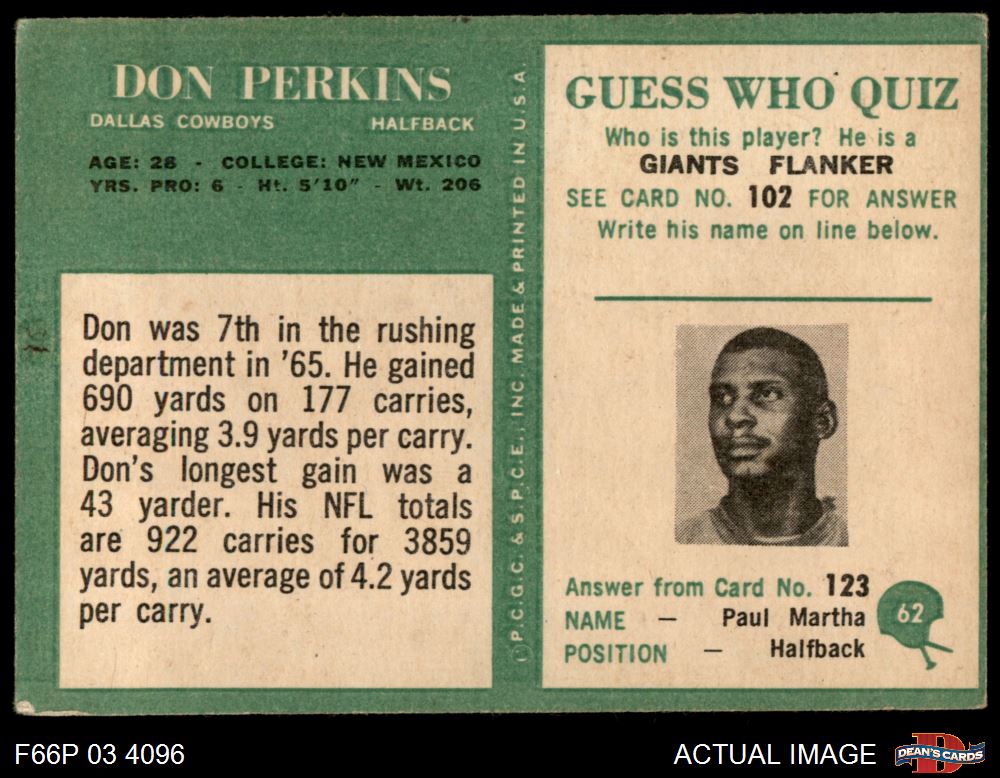 DON PERKINS
DALLAS COWBOYS HALFBACK
AGE: 28 - COLLEGE: NEW MEXICO
YRS. PRO: 6 - Ht. 5'10" - Wt. 206
Don was 7th in the rushing
department in '65. He gained
690 yards on 177 carries,
averaging 3.9 yards per carry.
Don's longest gain was a
43 yarder. His NFL totals
are 922 carries for 3859
yards, an average of 4.2 yards
per carry.
©P.C.G.C. & S.P.C.E., INC. MADE & PRINTED IN U.S.A.
GUESS WHO QUIZ
Who is this player? He is a
GIANTS FLANKER
SEE CARD NO. 102 FOR ANSWER
Write his name on line below.
Answer from Card No. 123
NAME — Paul Martha
POSITION — Halfback
62
F66P 03 4096
ACTUAL IMAGE
D
DEAN'S CARDS